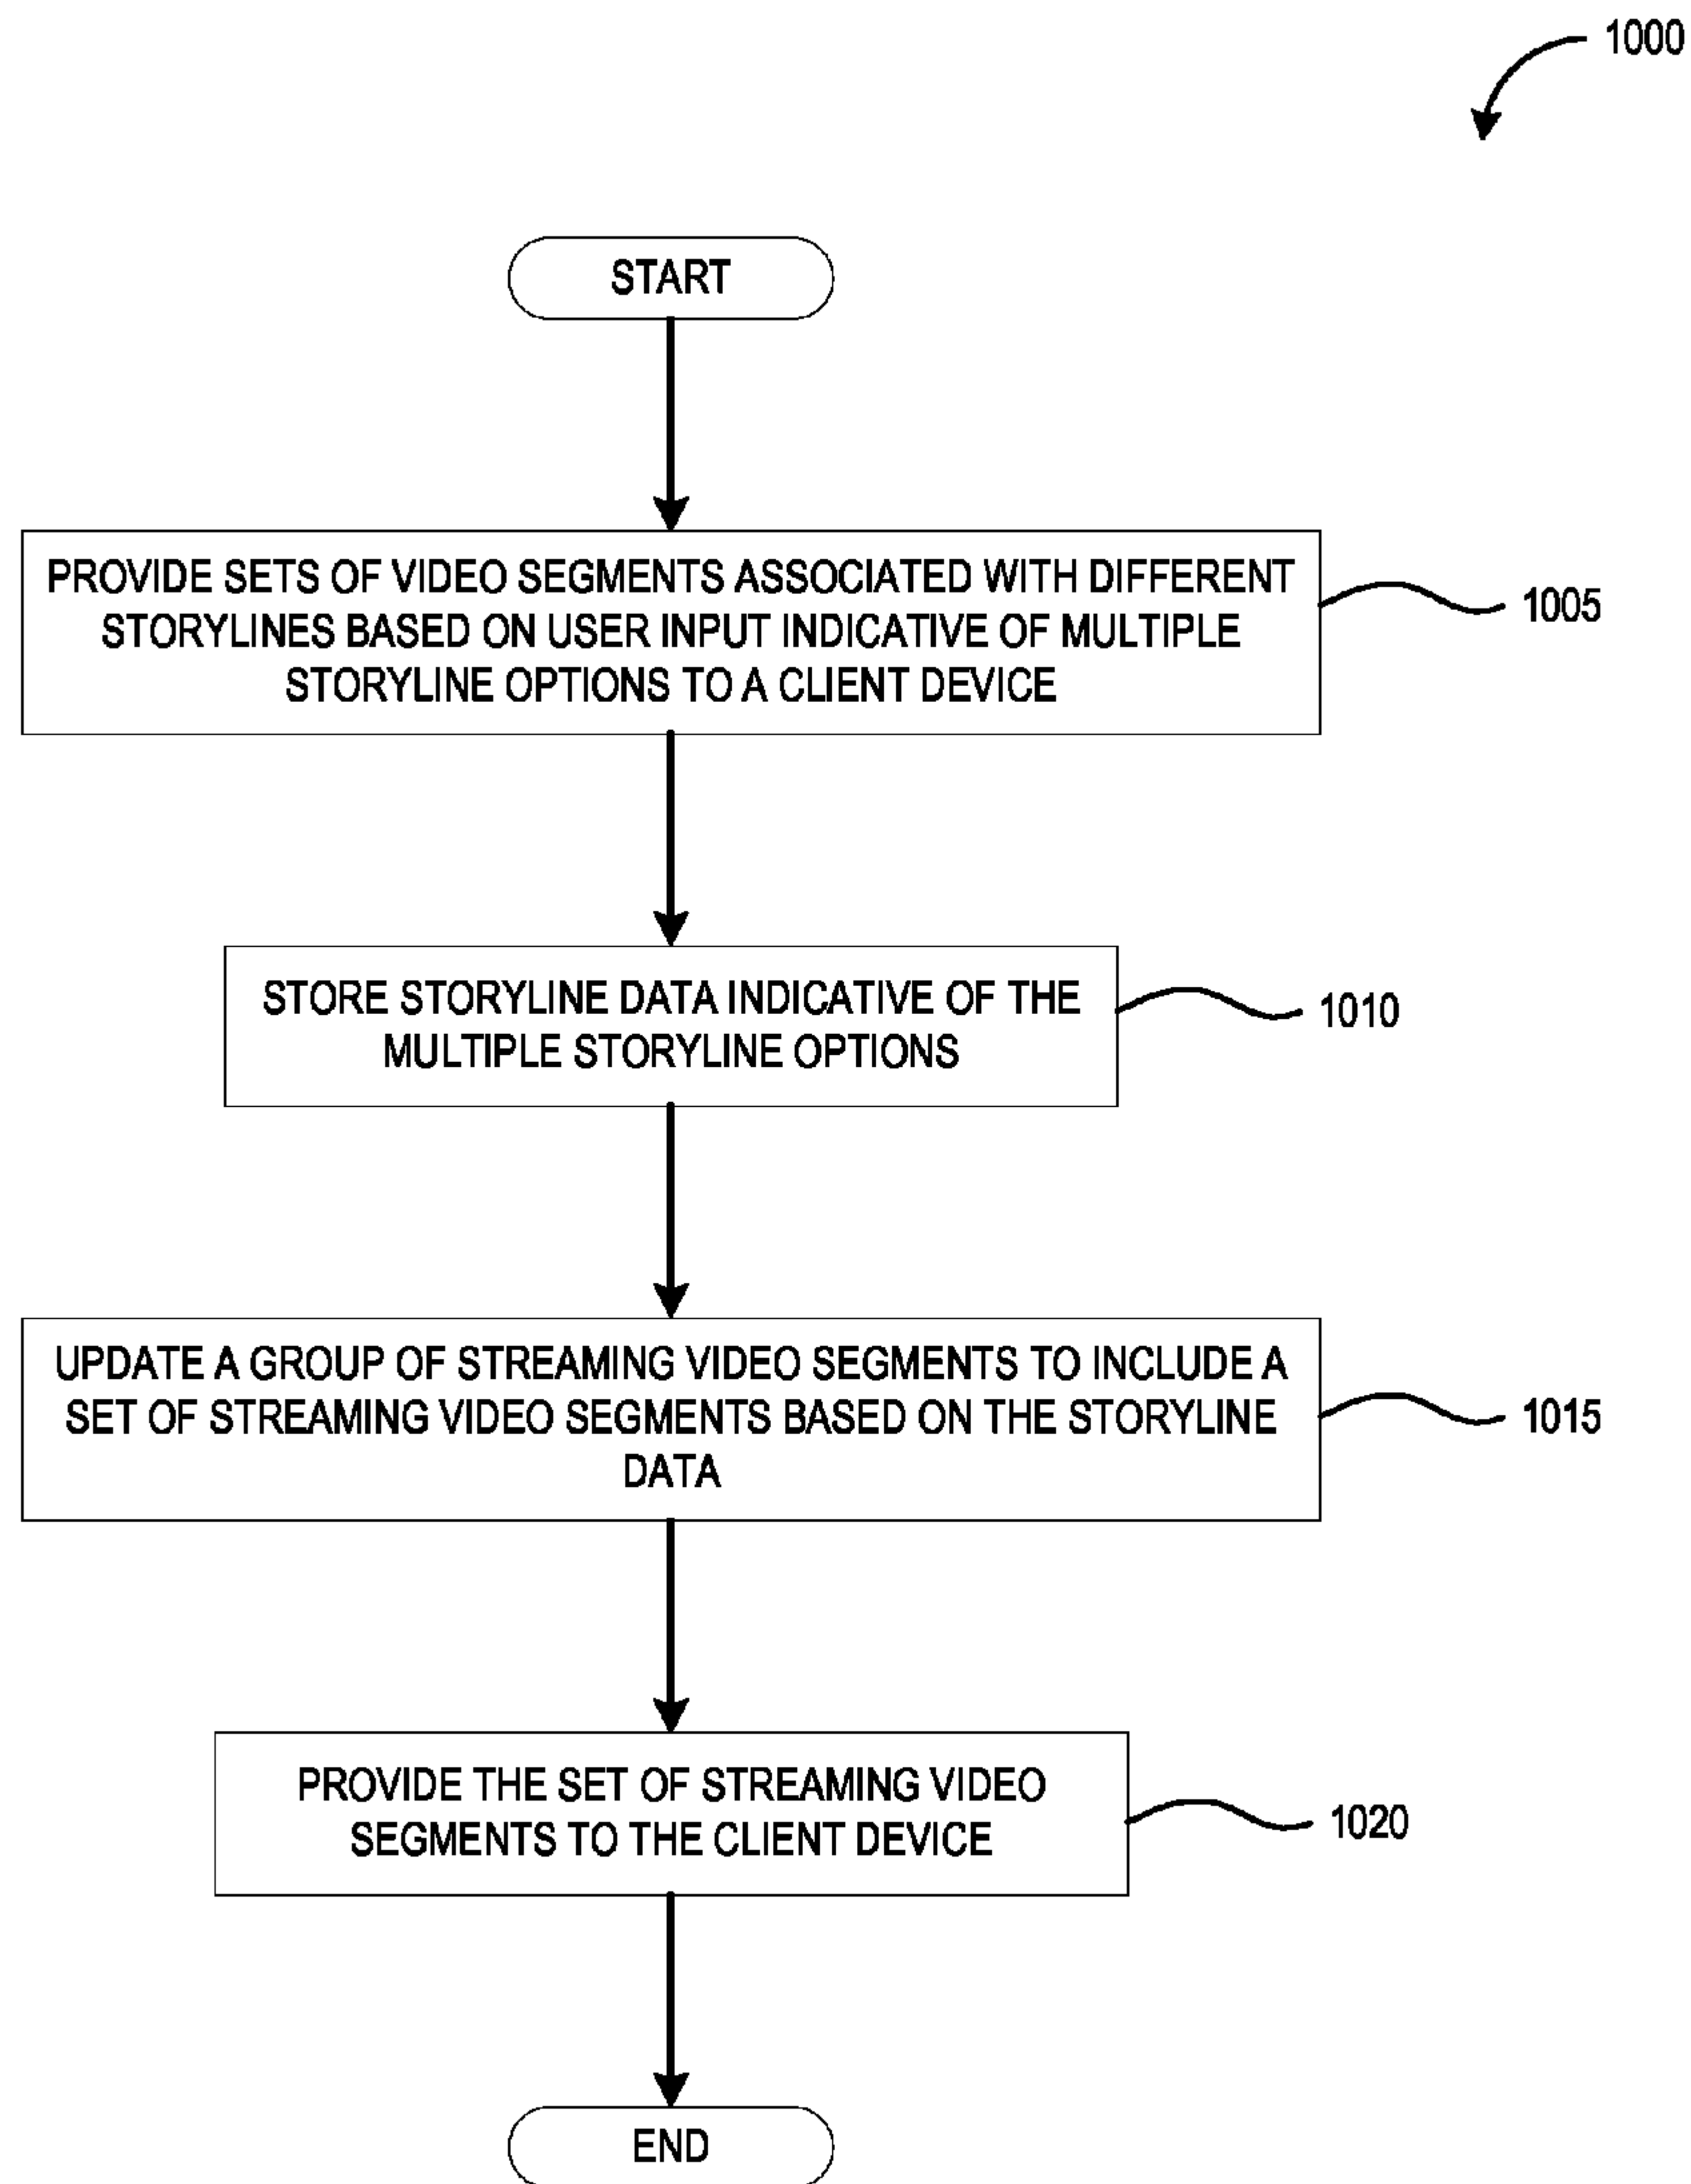 1000
START
PROVIDE SETS OF VIDEO SEGMENTS ASSOCIATED WITH DIFFERENT
STORYLINES BASED ON USER INPUT INDICATIVE OF MULTIPLE
STORYLINE OPTIONS TO A CLIENT DEVICE
1005
STORE STORYLINE DATA INDICATIVE OF THE
MULTIPLE STORYLINE OPTIONS
1010
UPDATE A GROUP OF STREAMING VIDEO SEGMENTS TO INCLUDE A
SET OF STREAMING VIDEO SEGMENTS BASED ON THE STORYLINE
DATA
1015
PROVIDE THE SET OF STREAMING VIDEO
SEGMENTS TO THE CLIENT DEVICE
1020
END